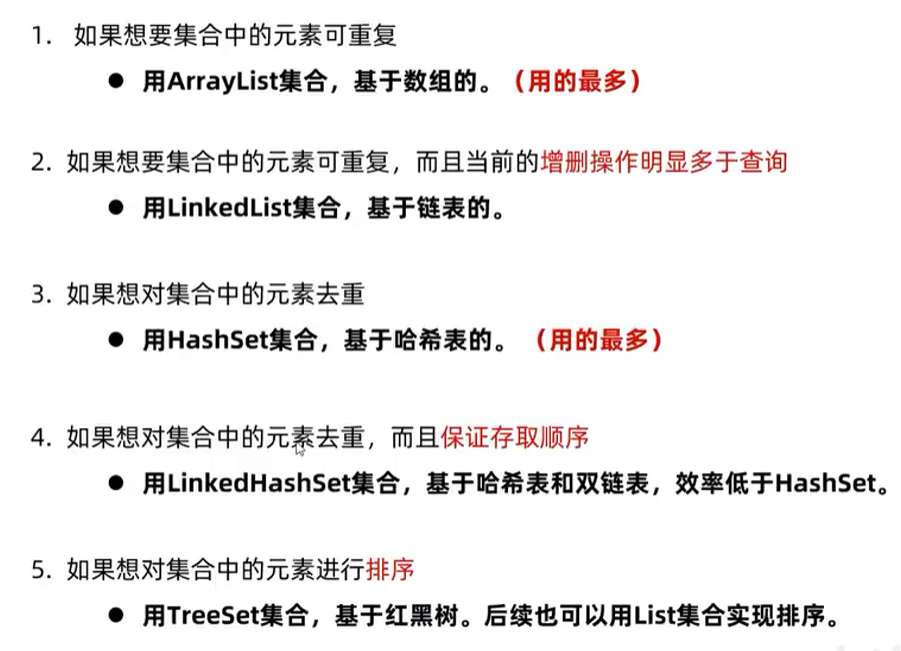 1. 如果想要集合中的元素可重复
● 用ArrayList集合，基于数组的。（用的最多）
2. 如果想要集合中的元素可重复，而且当前的增删操作明显多于查询
● 用LinkedList集合，基于链表的。
3. 如果想对集合中的元素去重
● 用HashSet集合，基于哈希表的。（用的最多）
4. 如果想对集合中的元素去重，而且保证存取顺序
● 用LinkedHashSet集合，基于哈希表和双链表，效率低于HashSet。
5. 如果想对集合中的元素进行排序
● 用TreeSet集合，基于红黑树。后续也可以用List集合实现排序。